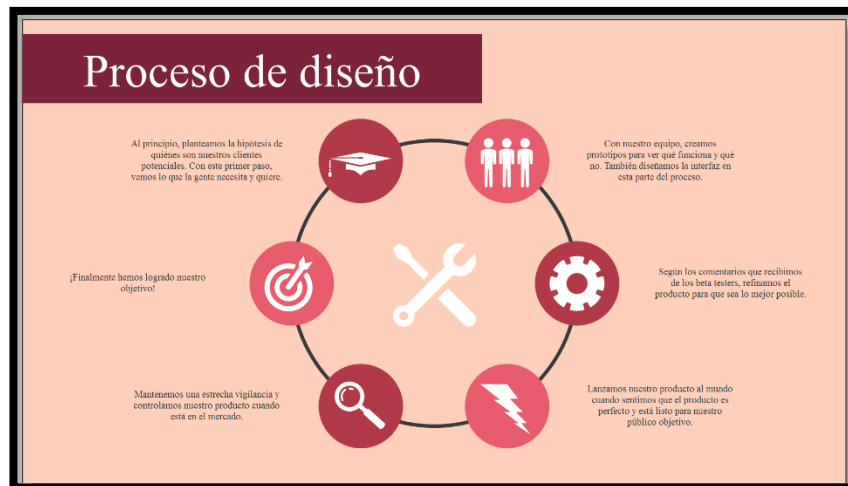 Proceso de diseño
Al principio, planteamos la hipótesis de
quiénes son nuestros clientes
potenciales. Con este primer paso,
vemos lo que la gente necesita y quiere.
Con nuestro equipo, creamos
prototipos para ver qué funciona y qué
no. También diseñamos la interfaz en
esta parte del proceso.
Según los comentarios que recibimos
de los beta testers, refinamos el
producto para que sea lo mejor posible.
Lanzamos nuestro producto al mundo
cuando sentimos que el producto es
perfecto y está listo para nuestro
público objetivo.
Mantenemos una estrecha vigilancia y
controlamos nuestro producto cuando
está en el mercado.
¡Finalmente hemos logrado nuestro
objetivo!